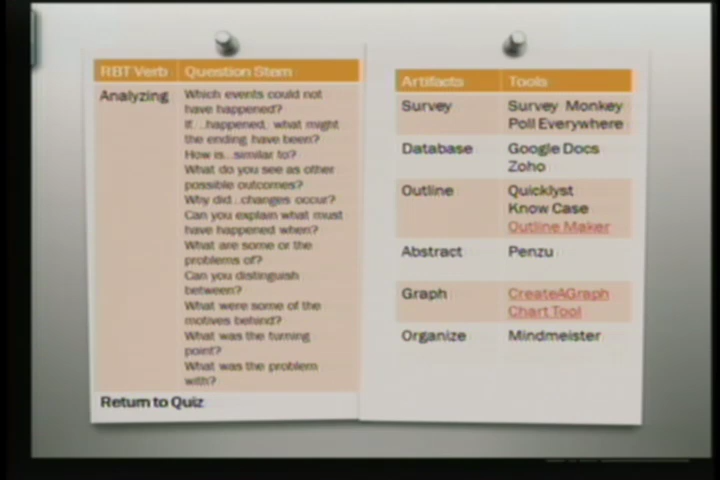 RBT Verb Question Stem
Analyzing Which events could not
have happened?
If...happened, what might
the ending have been?
How is...similar to?
What do you see as other
possible outcomes?
Why did...changes occur?
Can you explain what must
have happened when?
What are some or the
problems of?
Can you distinguish
between?
What were some of the
motives behind?
What was the turning
point?
What was the problem
with?
Return to Quiz
Artifacts Tools
Survey Survey Monkey
Poll Everywhere
Database Google Docs
Zoho
Outline Quicklyst
Know Case
Outline Maker
Abstract Penzu
Graph CreateAGraph
Chart Tool
Organize Mindmeister